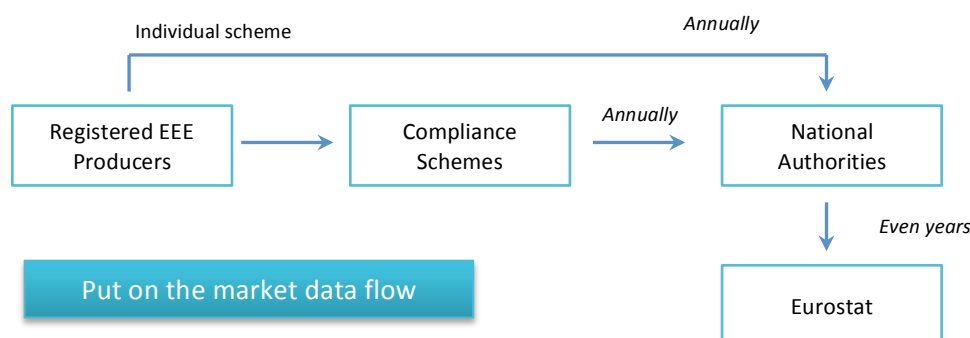 Individual scheme
Annually
Registered EEE
Producers
Compliance
Schemes
Annually
National
Authorities
Even years
Put on the market data flow
Eurostat